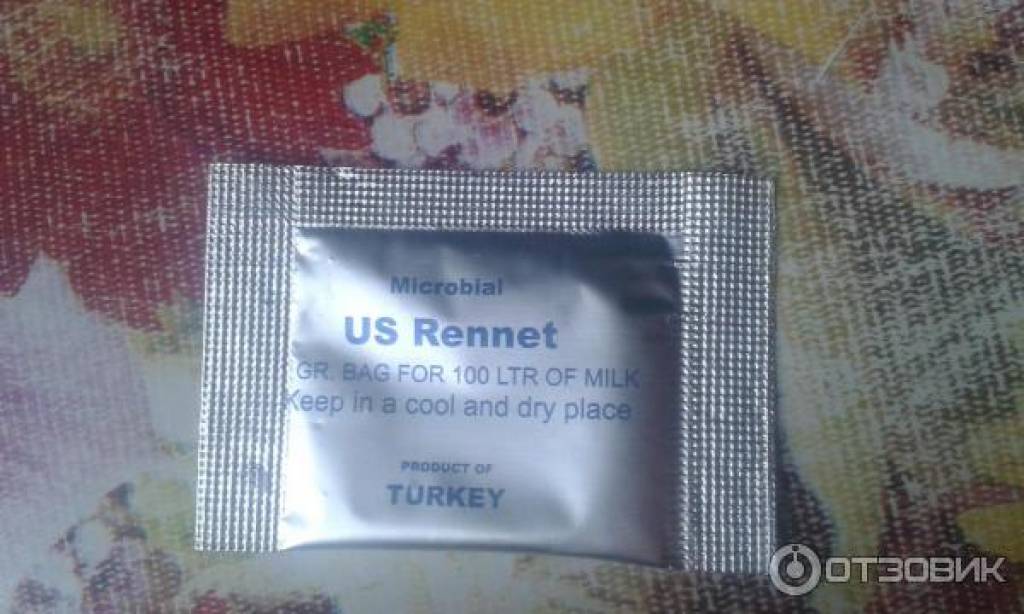 Microbial
US Rennet
GR. BAG FOR 100 LTR OF MILK
Keep in a cool and dry place
PRODUCT OF
TURKEY
ОТЗОВИК